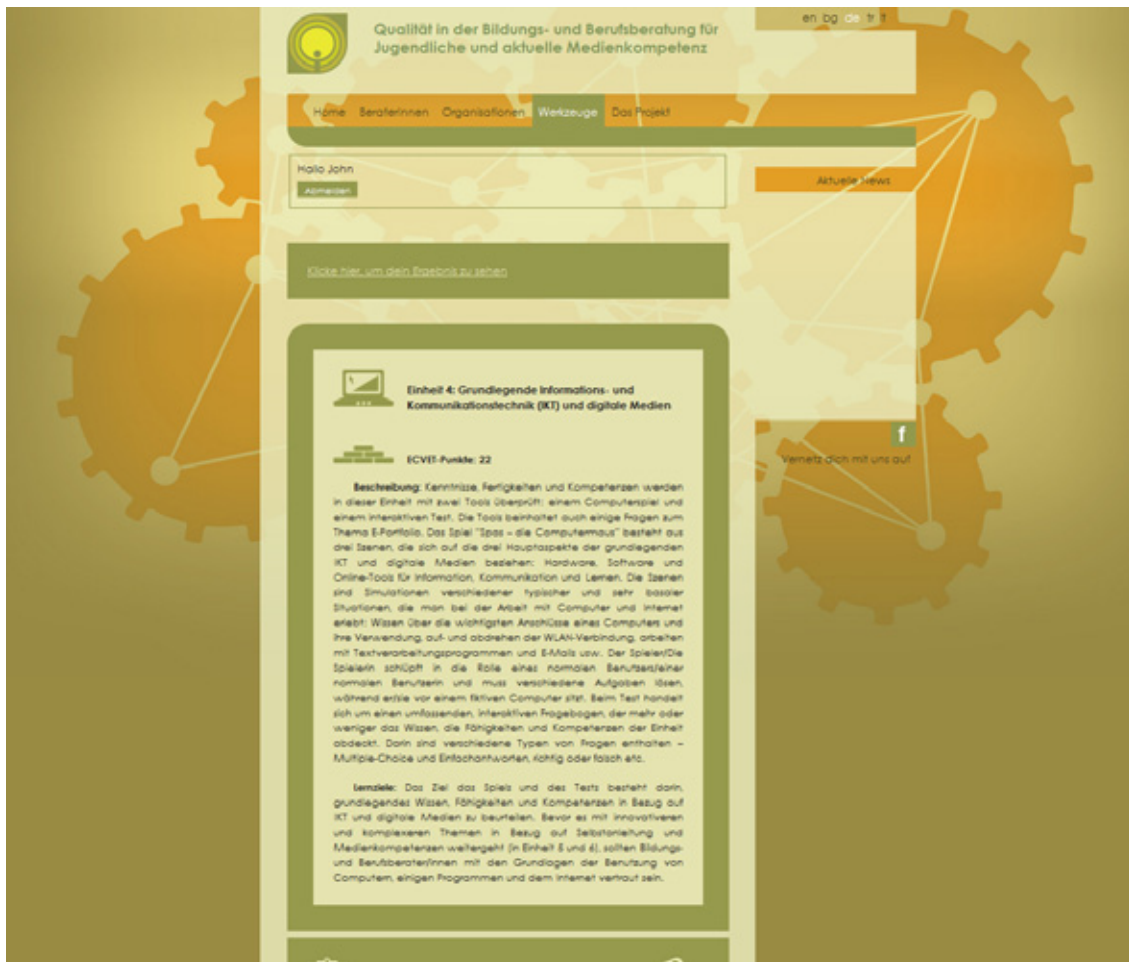 Qualität in der Bildungs- und Berufsberatung für
Jugendliche und aktuelle Medienkompetenz
en bg de tr it
Home BeraterInnen Organisationen Werkzeuge Das Projekt
Hallo John
Abmelden
Aktuelle News
Klicke hier, um dein Ergebnis zu sehen
Einheit 4: Grundlegende Informations- und
Kommunikationstechnik (IKT) und digitale Medien
ECVET-Punkte: 22
f
Vernetz dich mit uns auf
Beschreibung: Kenntnisse, Fertigkeiten und Kompetenzen werden
in dieser Einheit mit zwei Tools überprüft: einem Computerspiel und
einem interaktiven Test. Die Tools beinhaltet auch einige Fragen zum
Thema E-Portfolio. Das Spiel "Spas – die Computermaus" besteht aus
drei Szenen, die sich auf die drei Hauptaspekte der grundlegenden
IKT und digitale Medien beziehen: Hardware, Software und
Online-Tools für Information, Kommunikation und Lernen. Die Szenen
sind Simulationen verschiedener typischer und sehr basaler
Situationen, die man bei der Arbeit mit Computer und Internet
erlebt: Wissen über die wichtigsten Anschlüsse eines Computers und
ihre Verwendung, auf- und abdrehen der WLAN-Verbindung, arbeiten
mit Textverarbeitungsprogrammen und E-Mails usw. Der Spieler/Die
Spielerin schlüpft in die Rolle eines normalen Benutzers/einer
normalen Benutzerin und muss verschiedene Aufgaben lösen,
während er/sie vor einem fiktiven Computer sitzt. Beim Test handelt
sich um einen umfassenden, interaktiven Fragebogen, der mehr oder
weniger das Wissen, die Fähigkeiten und Kompetenzen der Einheit
abdeckt. Darin sind verschiedene Typen von Fragen enthalten –
Multiple-Choice und Einfachantworten, richtig oder falsch etc.
Lernziele: Das Ziel das Spiels und des Tests besteht darin,
grundlegendes Wissen, Fähigkeiten und Kompetenzen in Bezug auf
IKT und digitale Medien zu beurteilen. Bevor es mit innovativeren
und komplexeren Themen in Bezug auf Selbstanleitung und
Medienkompetenzen weitergeht (in Einheit 5 und 6), sollten Bildungs-
und Berufsberater/innen mit den Grundlagen der Benutzung von
Computern, einigen Programmen und dem Internet vertraut sein.